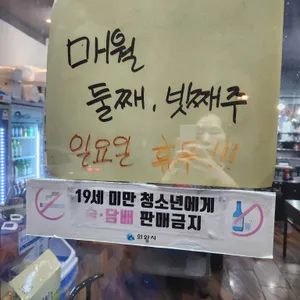 매월
둘째, 넷째주
일요일 휴무!!!
19세 미만 청소년에게
술·담배 판매금지
의왕시